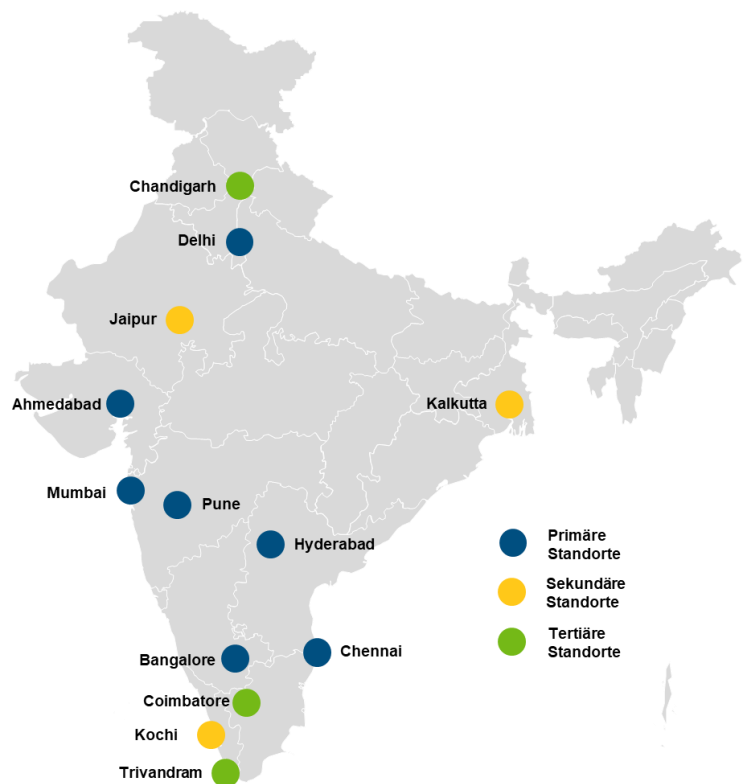 Chandigarh
Delhi
Jaipur
Ahmedabad
Kalkutta
Mumbai
Pune
Hyderabad
Primäre
Standorte
Sekundäre
Standorte
Tertiäre
Standorte
Bangalore
Chennai
Coimbatore
Kochi
Trivandram